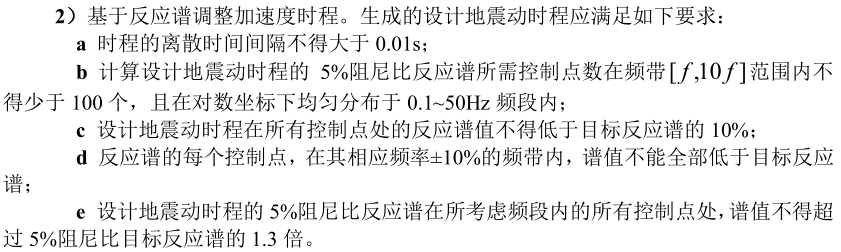 2）基于反应谱调整加速度时程。生成的设计地震动时程应满足如下要求：
a 时程的离散时间间隔不得大于 0.01s；
b 计算设计地震动时程的 5%阻尼比反应谱所需控制点数在频带[f,10f]范围内不
得少于 100 个，且在对数坐标下均匀分布于 0.1~50Hz 频段内；
c 设计地震动时程在所有控制点处的反应谱值不得低于目标反应谱的 10%；
d 反应谱的每个控制点，在其相应频率±10%的频带内，谱值不能全部低于目标反应
谱；
e 设计地震动时程的 5%阻尼比反应谱在所考虑频段内的所有控制点处，谱值不得超
过 5%阻尼比目标反应谱的 1.3 倍。